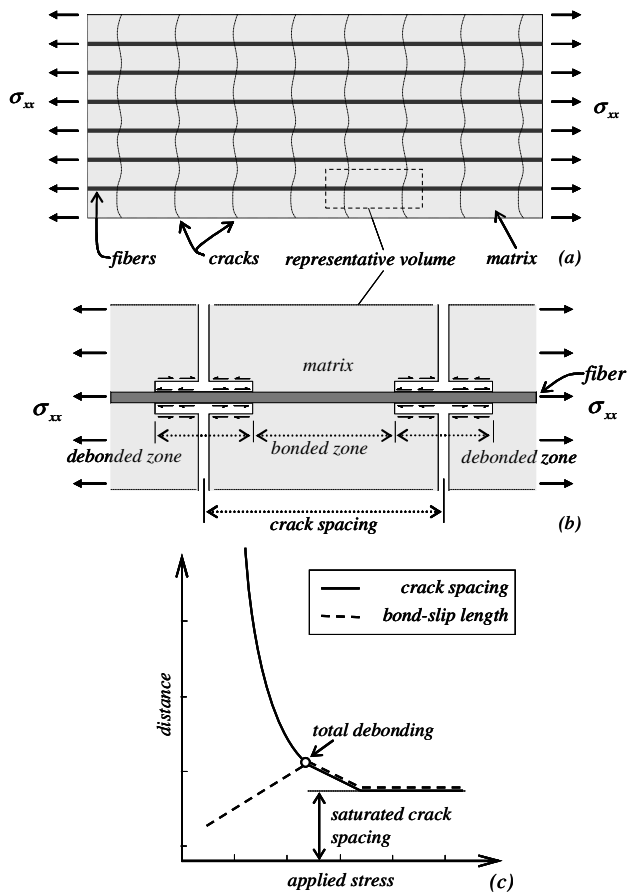 σxx
σxx
fibers
cracks
representative volume
matrix
(a)
matrix
fiber
σxx
σxx
debonded zone
bonded zone
debonded zone
crack spacing
(b)
crack spacing
bond-slip length
distance
total debonding
saturated crack
spacing
applied stress
(c)